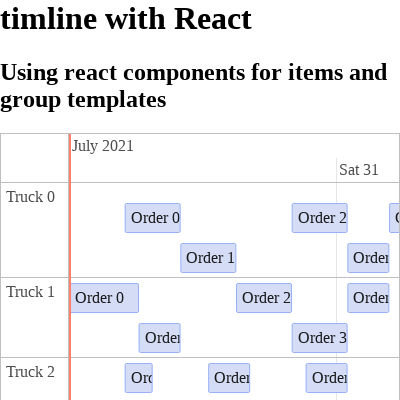 timline with React
Using react components for items and
group templates
July 2021
Sat 31
Truck 0
Order 0
Order 2
Order 1
Order
Truck 1
Order 0
Order 2
Order
Order
Order 3
Truck 2
Order
Order